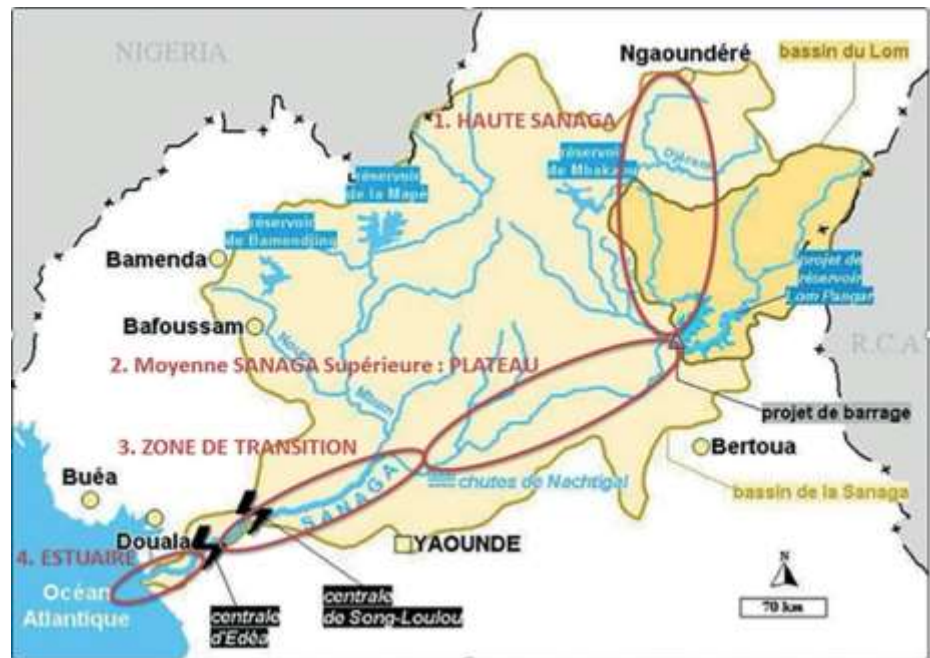 NIGERIA
Ngaoundéré
bassin du Lom
1. HAUTE SANAGA
réservoir
de Mbakaou
Djérem
réservoir
de la Mapé
réservoir
de Bamendjing
Bamenda
projet de
réservoir
Lom Pangar
Bafoussam
Noun
R.C.A
2. Moyenne SANAGA Supérieure : PLATEAU
Mbam
projet de barrage
3. ZONE DE TRANSITION
Bertoua
Buéa
SANAGA
chutes de Nachtigal
bassin de la Sanaga
Douala
YAOUNDE
4. ESTUAIRE
Océan
Atlantique
centrale
d'Edéa
centrale
de Song-Loulou
N
70 km